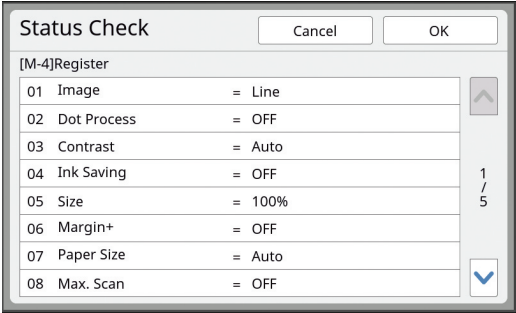 Status Check
Cancel
OK
[M-4]Register
01 Image = Line
02 Dot Process = OFF
03 Contrast = Auto
04 Ink Saving = OFF
05 Size = 100%
06 Margin+ = OFF
07 Paper Size = Auto
08 Max. Scan = OFF
1
/
5